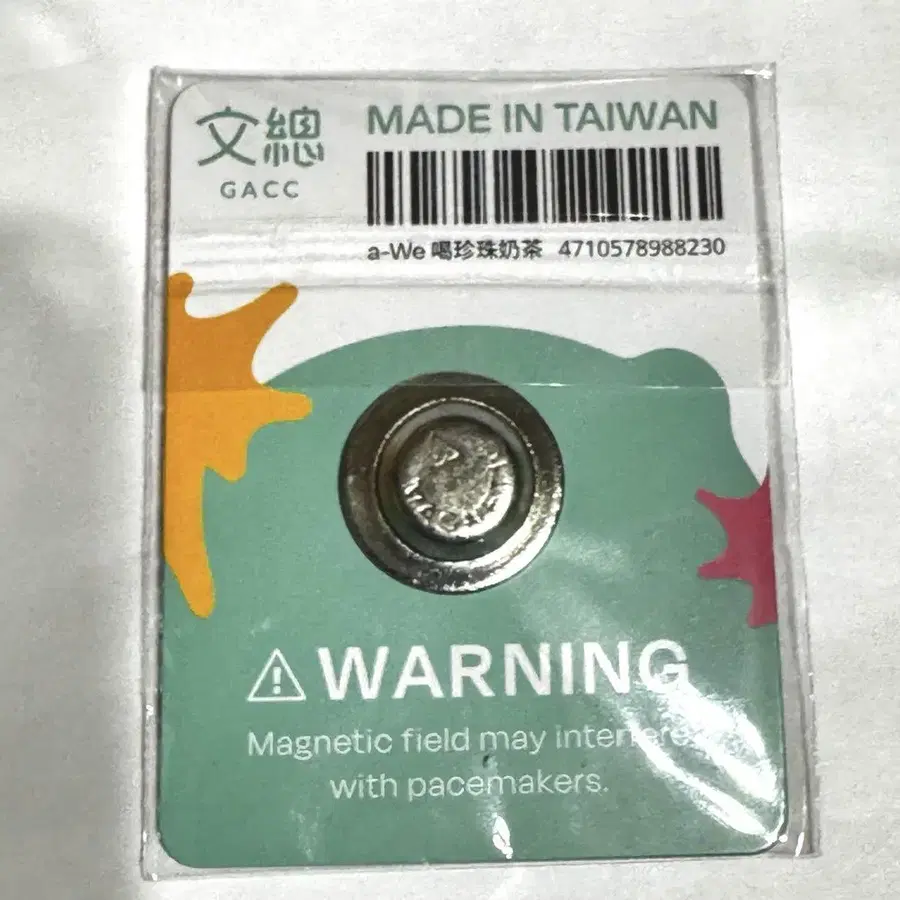 文總
GACC
MADE IN TAIWAN
a-We 喝珍珠奶茶 4710578988230
WARNING
Magnetic field may interfere
with pacemakers.